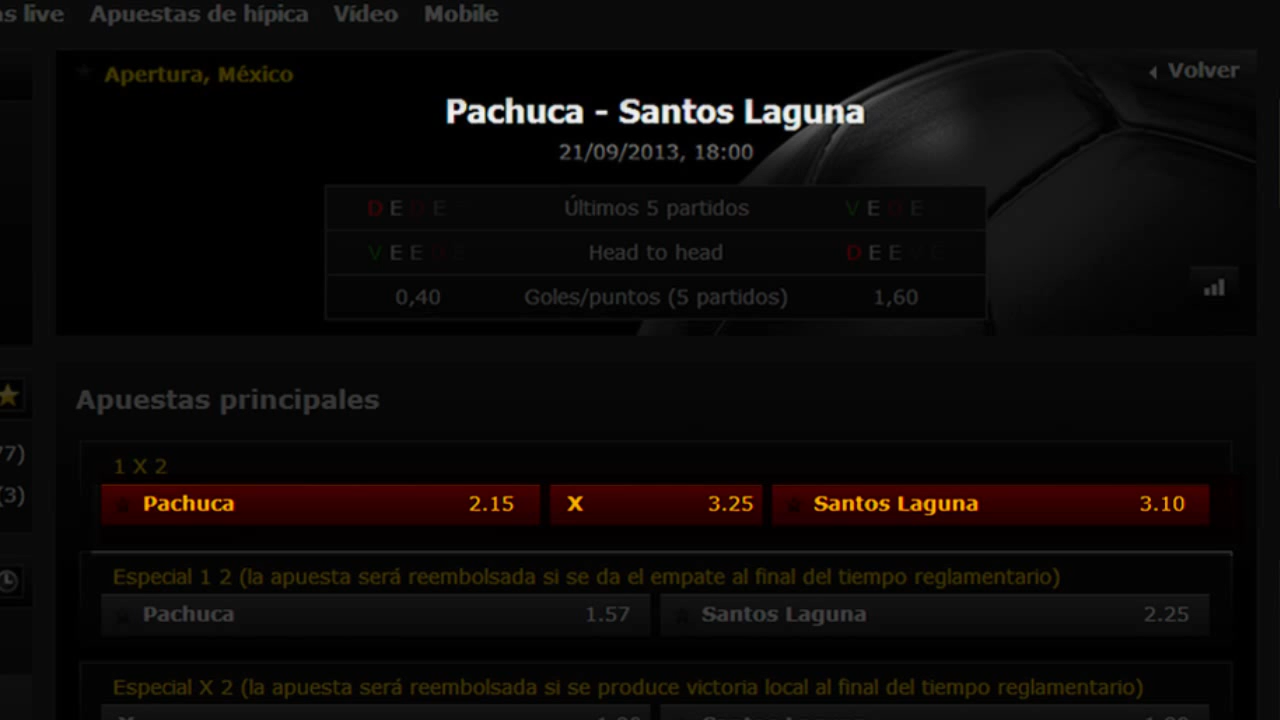 s live Apuestas de hípica Vídeo Mobile
Apertura, México
Volver
Pachuca - Santos Laguna
21/09/2013, 18:00
D E D E Últimos 5 partidos V E D E
V E E D E Head to head D E E V E
0,40 Goles/puntos (5 partidos) 1,60
Apuestas principales
7)
(3)
1 X 2
Pachuca 2.15 X 3.25 Santos Laguna 3.10
Especial 1 2 (la apuesta será reembolsada si se da el empate al final del tiempo reglamentario)
Pachuca 1.57 Santos Laguna 2.25
Especial X 2 (la apuesta será reembolsada si se produce victoria local al final del tiempo reglamentario)
X Santos Laguna